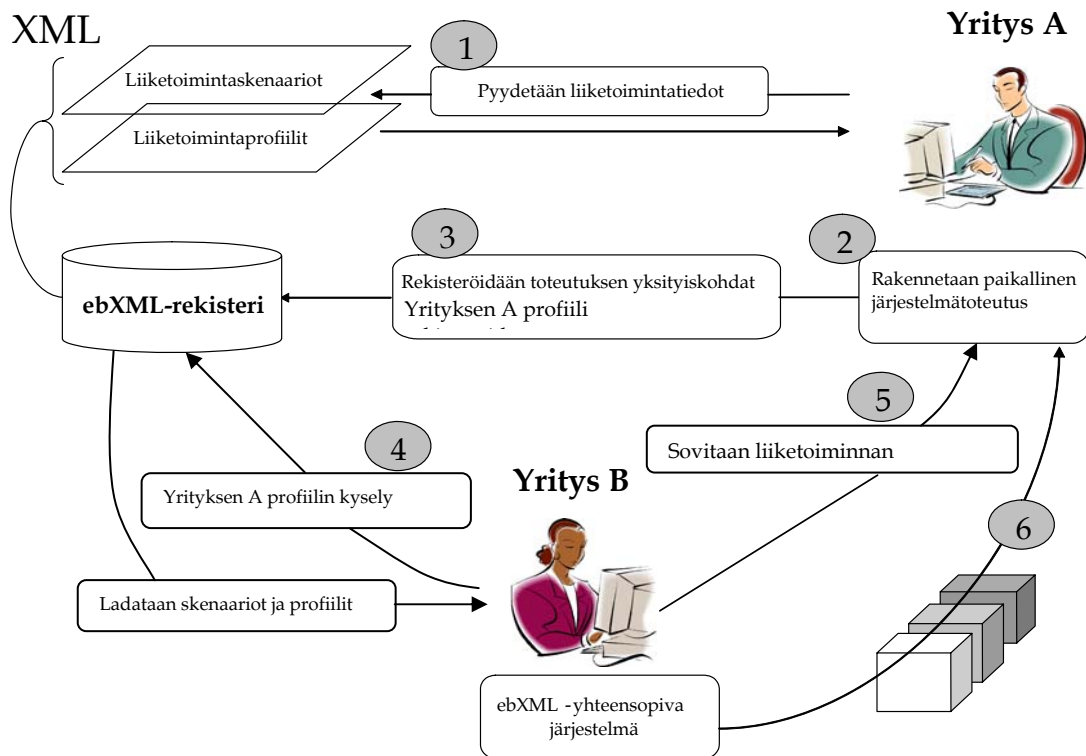 XML
Yritys A
1
Liiketoimintaskenaariot
Pyydetään liiketoimintatiedot
Liiketoimintaprofiilit
3
2
Rekisteröidään toteutuksen yksityiskohdat
Yrityksen A profiili
Rakennetaan paikallinen
järjestelmätoteutus
ebXML-rekisteri
5
4
Sovitaan liiketoiminnan
Yrityksen A profiilin kysely
Yritys B
6
Ladataan skenaariot ja profiilit
ebXML -yhteensopiva
järjestelmä